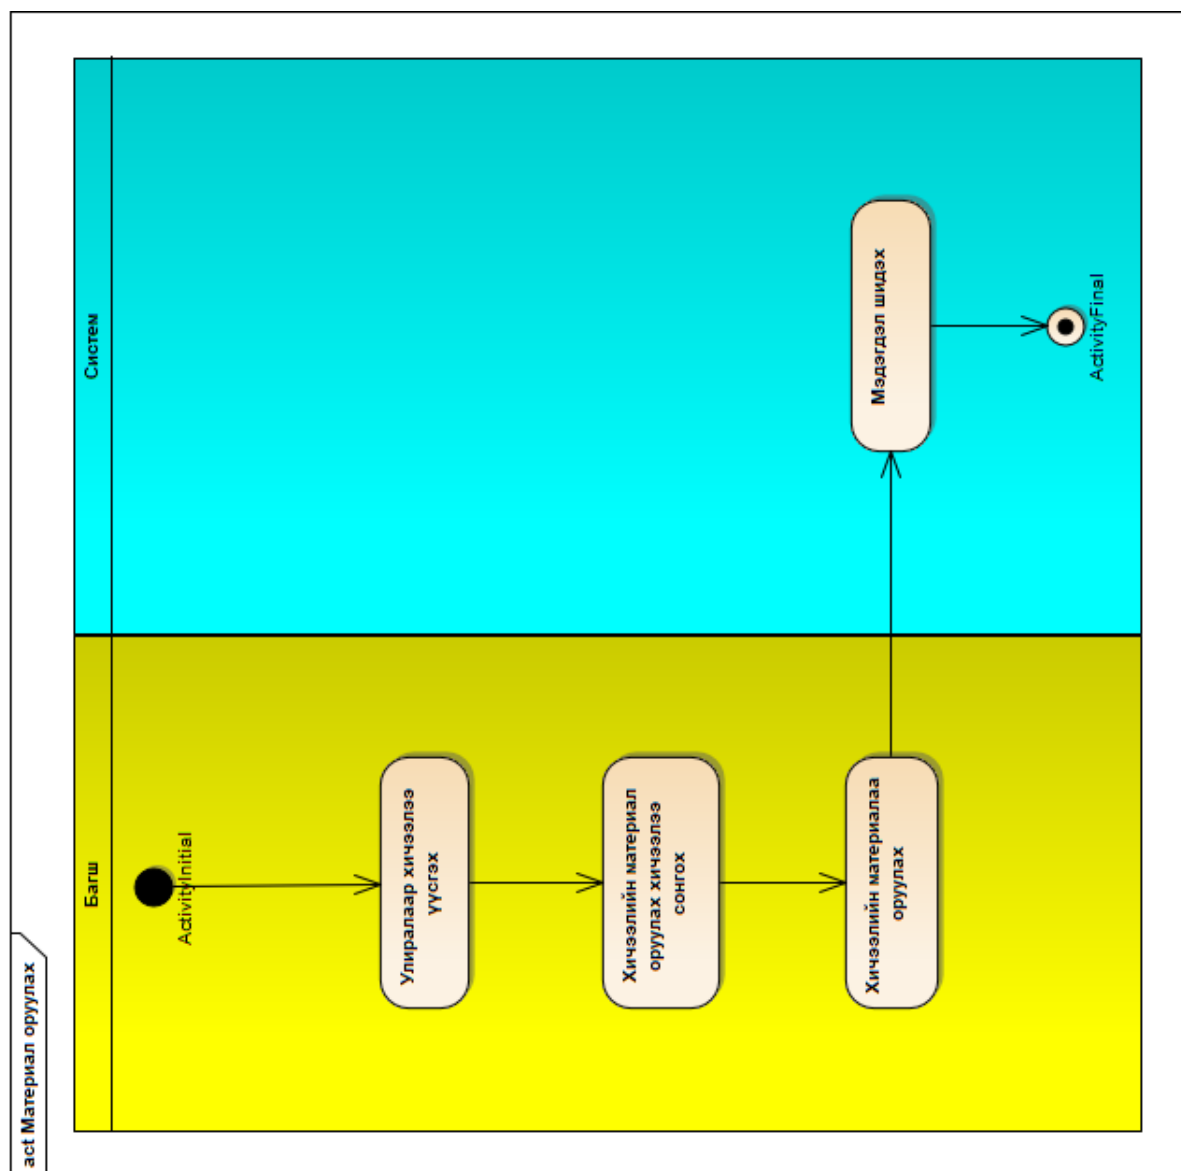 act Материал оруулах
Багш
Систем
ActivityInitial
Улиралаар хичээлээ
үүсгэх
Хичээлийн материал
оруулах хичээлээ
сонгох
Хичээлийн материалаа
оруулах
Мэдэгдэл шидэх
ActivityFinal